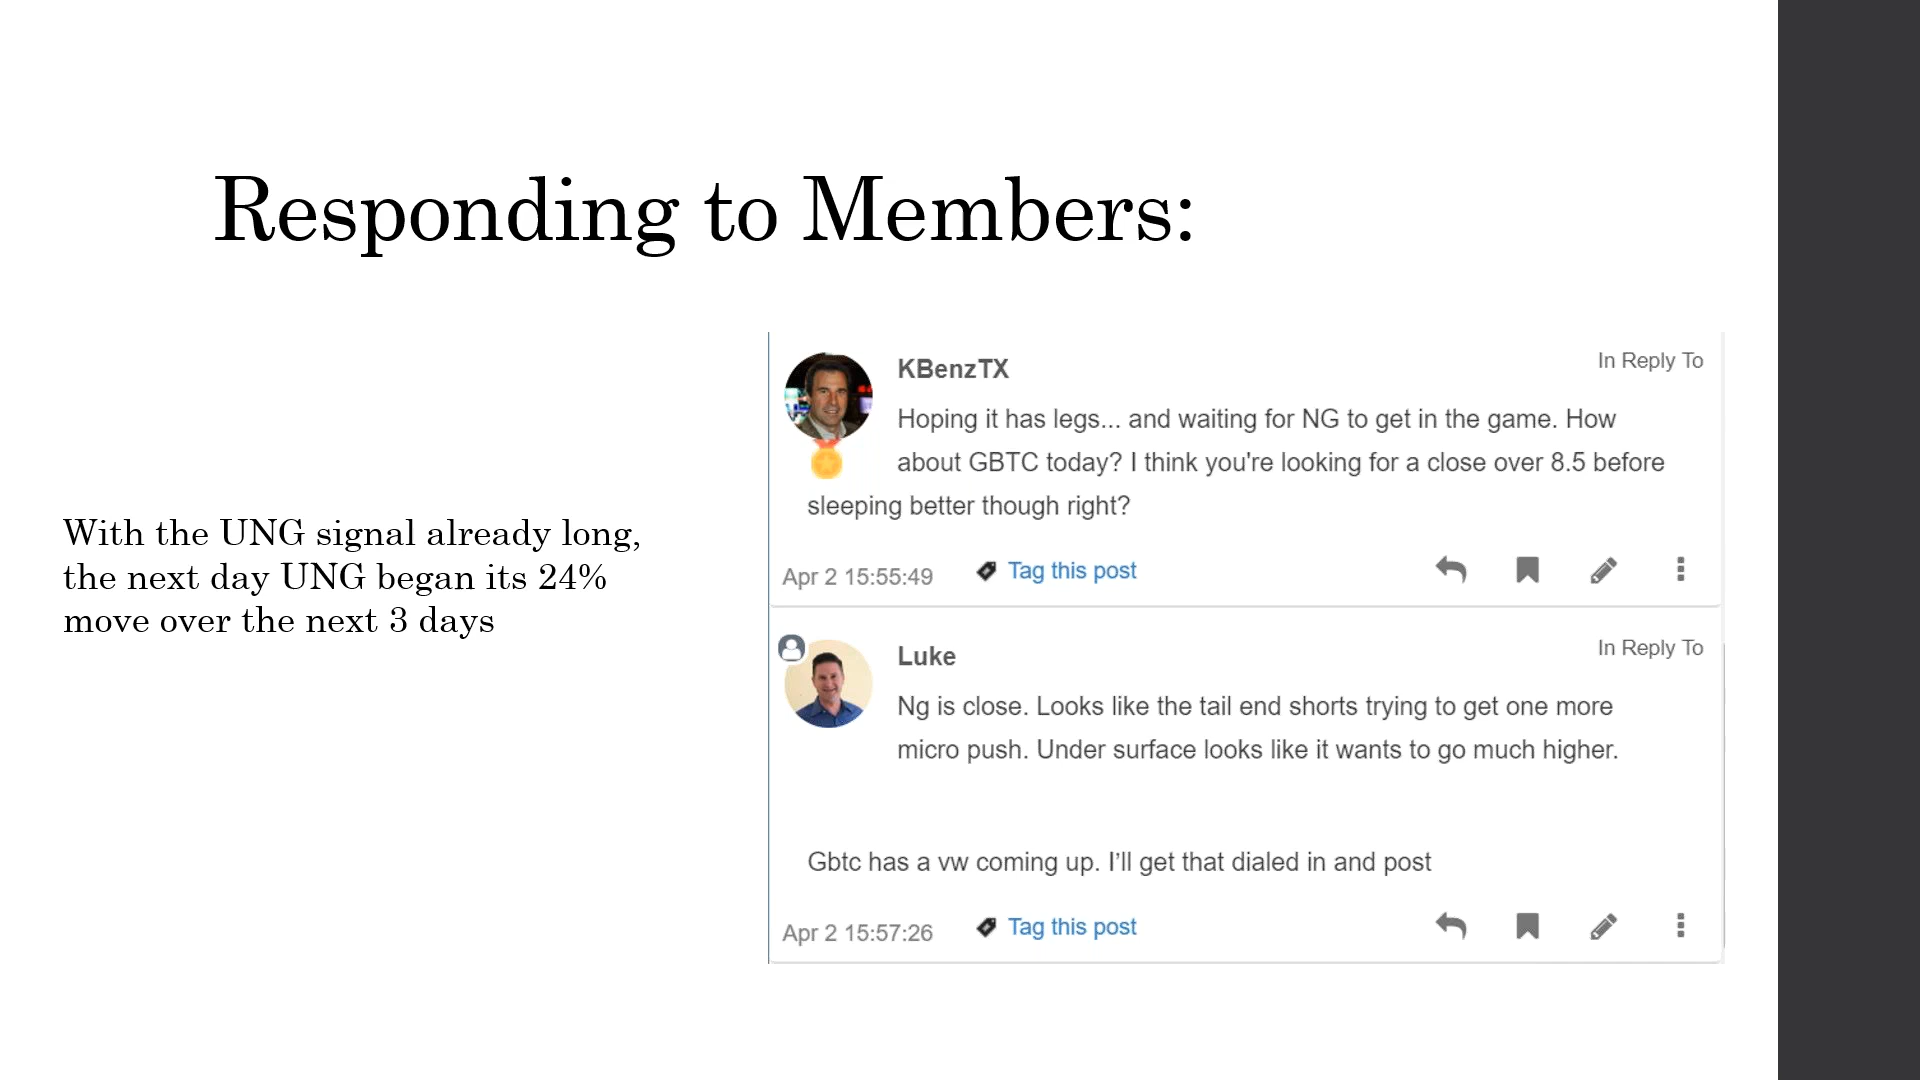 Responding to Members:
With the UNG signal already long,
the next day UNG began its 24%
move over the next 3 days
KBenzTX
In Reply To
Hoping it has legs... and waiting for NG to get in the game. How
about GBTC today? I think you're looking for a close over 8.5 before
sleeping better though right?
Apr 2 15:55:49
Tag this post
Luke
In Reply To
Ng is close. Looks like the tail end shorts trying to get one more
micro push. Under surface looks like it wants to go much higher.
Gbtc has a vw coming up. I’ll get that dialed in and post
Apr 2 15:57:26
Tag this post